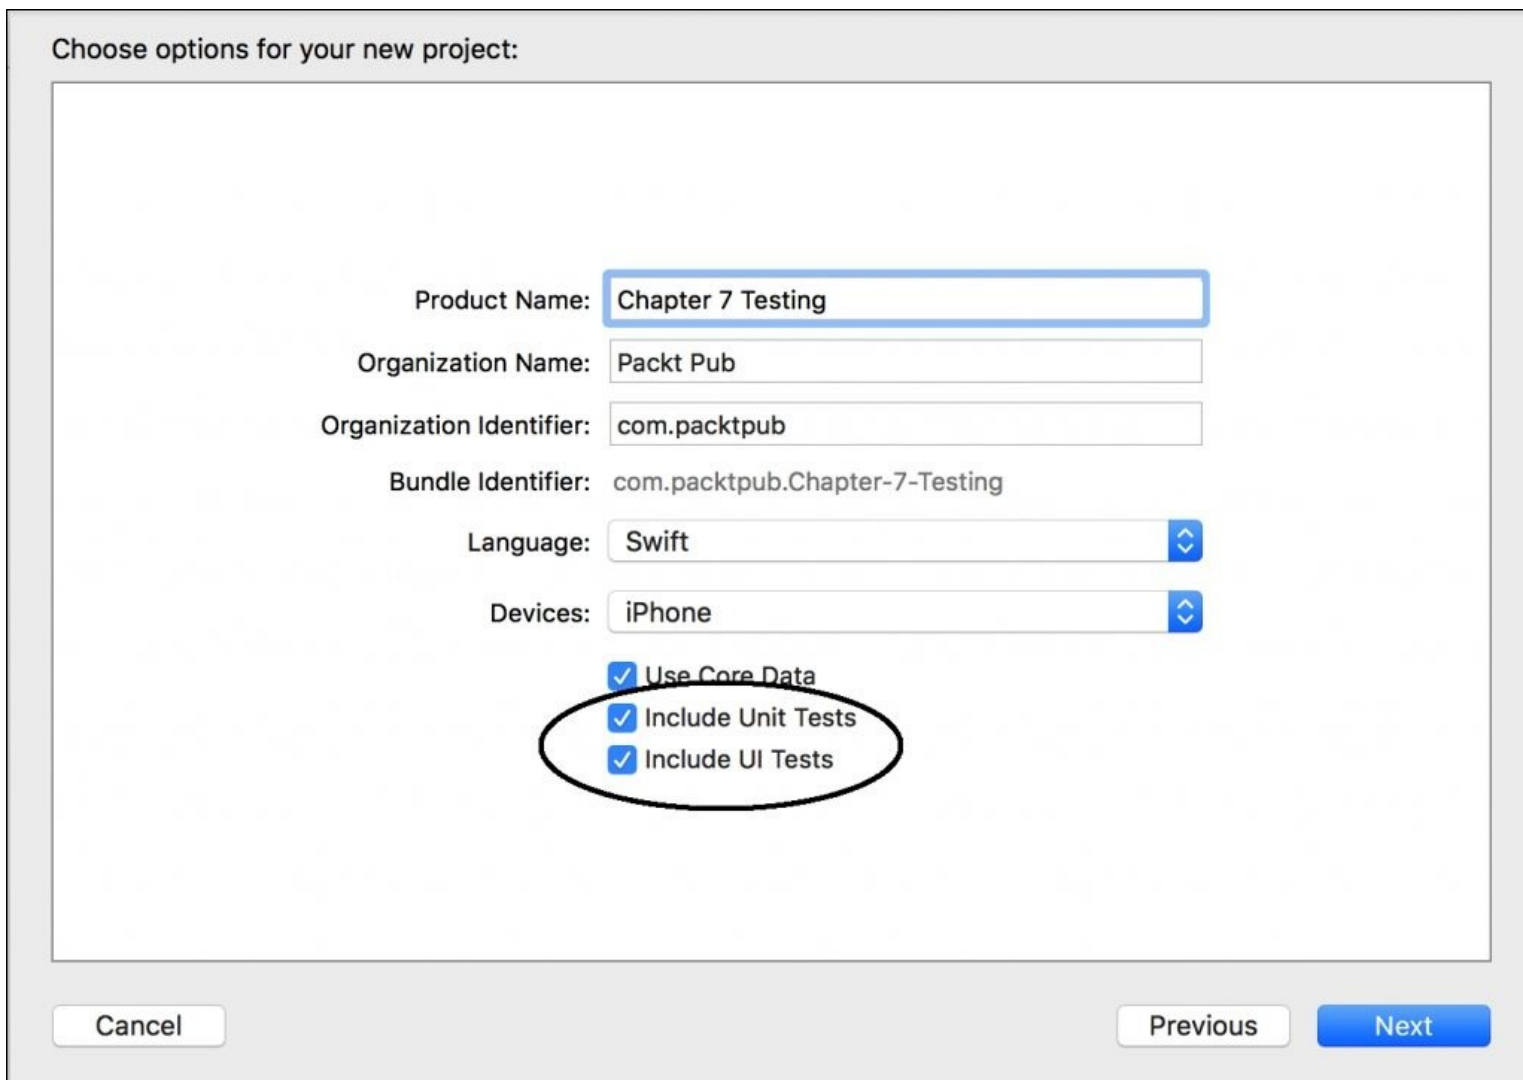 Choose options for your new project:
Product Name: Chapter 7 Testing
Organization Name: Packt Pub
Organization Identifier: com.packtpub
Bundle Identifier: com.packtpub.Chapter-7-Testing
Language: Swift
Devices: iPhone
Use Core Data
Include Unit Tests
Include UI Tests
Cancel Previous Next